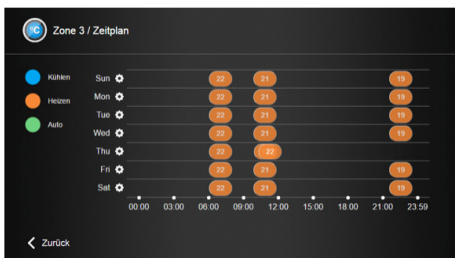 °C Zone 3 / Zeitplan
Kühlen
Heizen
Auto
Sun 22 21 19
Mon 22 21 19
Tue 22 21 19
Wed 22 21 19
Thu 22 22
Fri 22 21 19
Sat 22 21 19
00:00 03:00 06:00 09:00 12:00 15:00 18:00 21:00 23:59
Zurück